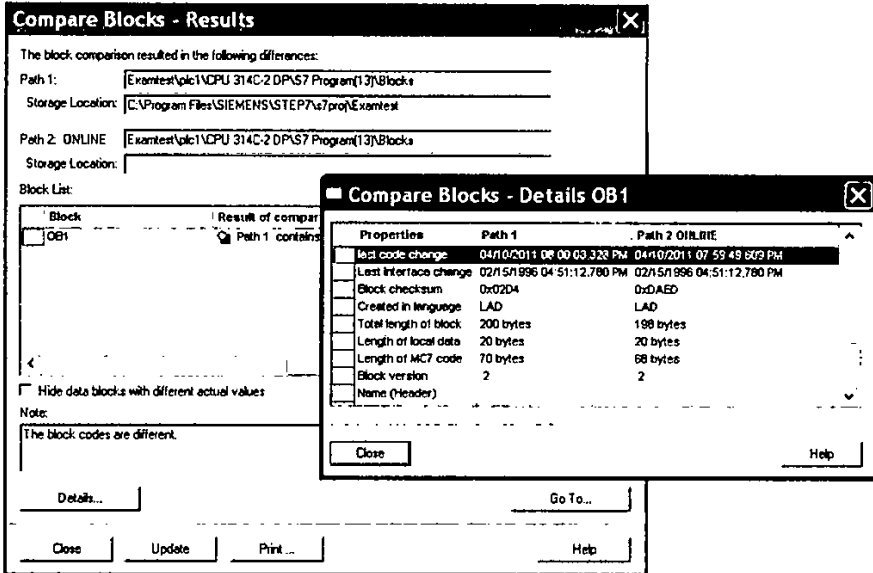 Compare Blocks - Results
The block comparison resulted in the following differences:
Path 1: Examtest\plc1\CPU 314C-2 DP\S7 Program(13)\Blocks
Storage Location: C:\Program Files\SIEMENS\STEP7\s7proj\Examtest
Path 2: ONLINE Examtest\plc1\CPU 314C-2 DP\S7 Program(13)\Blocks
Storage Location:
Block List:
Block Result of compar
OB1 Path 1 contains
Hide data blocks with different actual values
Note:
The block codes are different.
Details... Go To...
Close Update Print ... Help
Compare Blocks - Details OB1
Properties Path 1 Path 2 ONLINE
last code change 04/10/2011 08:00:03.328 PM 04/10/2011 07:59:49.609 PM
Last Interface change 02/15/1996 04:51:12.780 PM 02/15/1996 04:51:12.780 PM
Block checksum 0x02D4 0xDAED
Created in language LAD LAD
Total length of block 200 bytes 198 bytes
Length of local data 20 bytes 20 bytes
Length of MC7 code 70 bytes 68 bytes
Block version 2 2
Name (Header)
Close Help